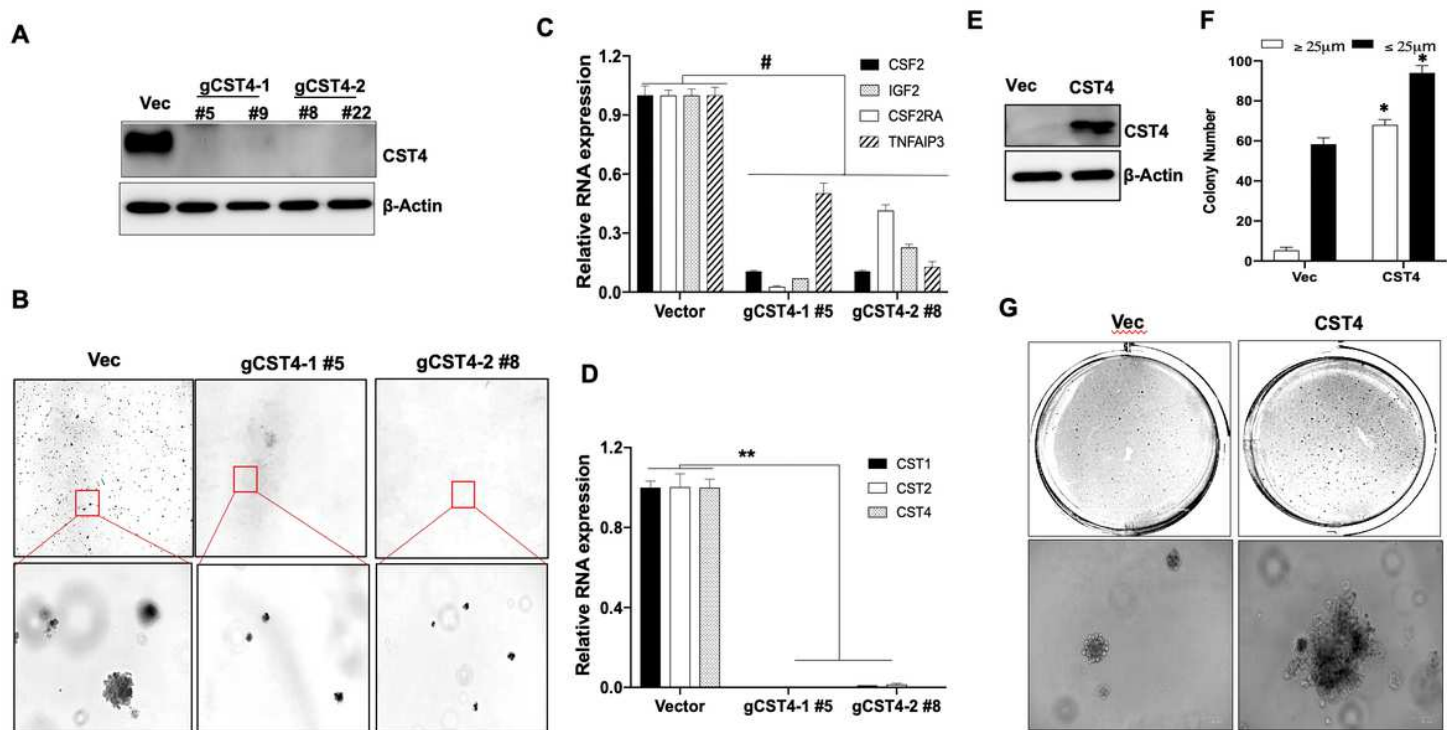 A
gCST4-1 gCST4-2
Vec #5 #9 #8 #22
CST4
β-Actin
B
Vec gCST4-1 #5 gCST4-2 #8
C
Relative RNA expression
1.5
1.2
0.9
0.6
0.3
0.0
#
CSF2
IGF2
CSF2RA
TNFAIP3
Vector gCST4-1 #5 gCST4-2 #8
D
Relative RNA expression
1.2
0.8
0.4
0.0
**
CST1
CST2
CST4
Vector gCST4-1 #5 gCST4-2 #8
E
Vec CST4
CST4
β-Actin
F
≥ 25μm ≤ 25μm
Colony Number
100
80
60
40
20
0
* *
Vec CST4
G
Vec CST4